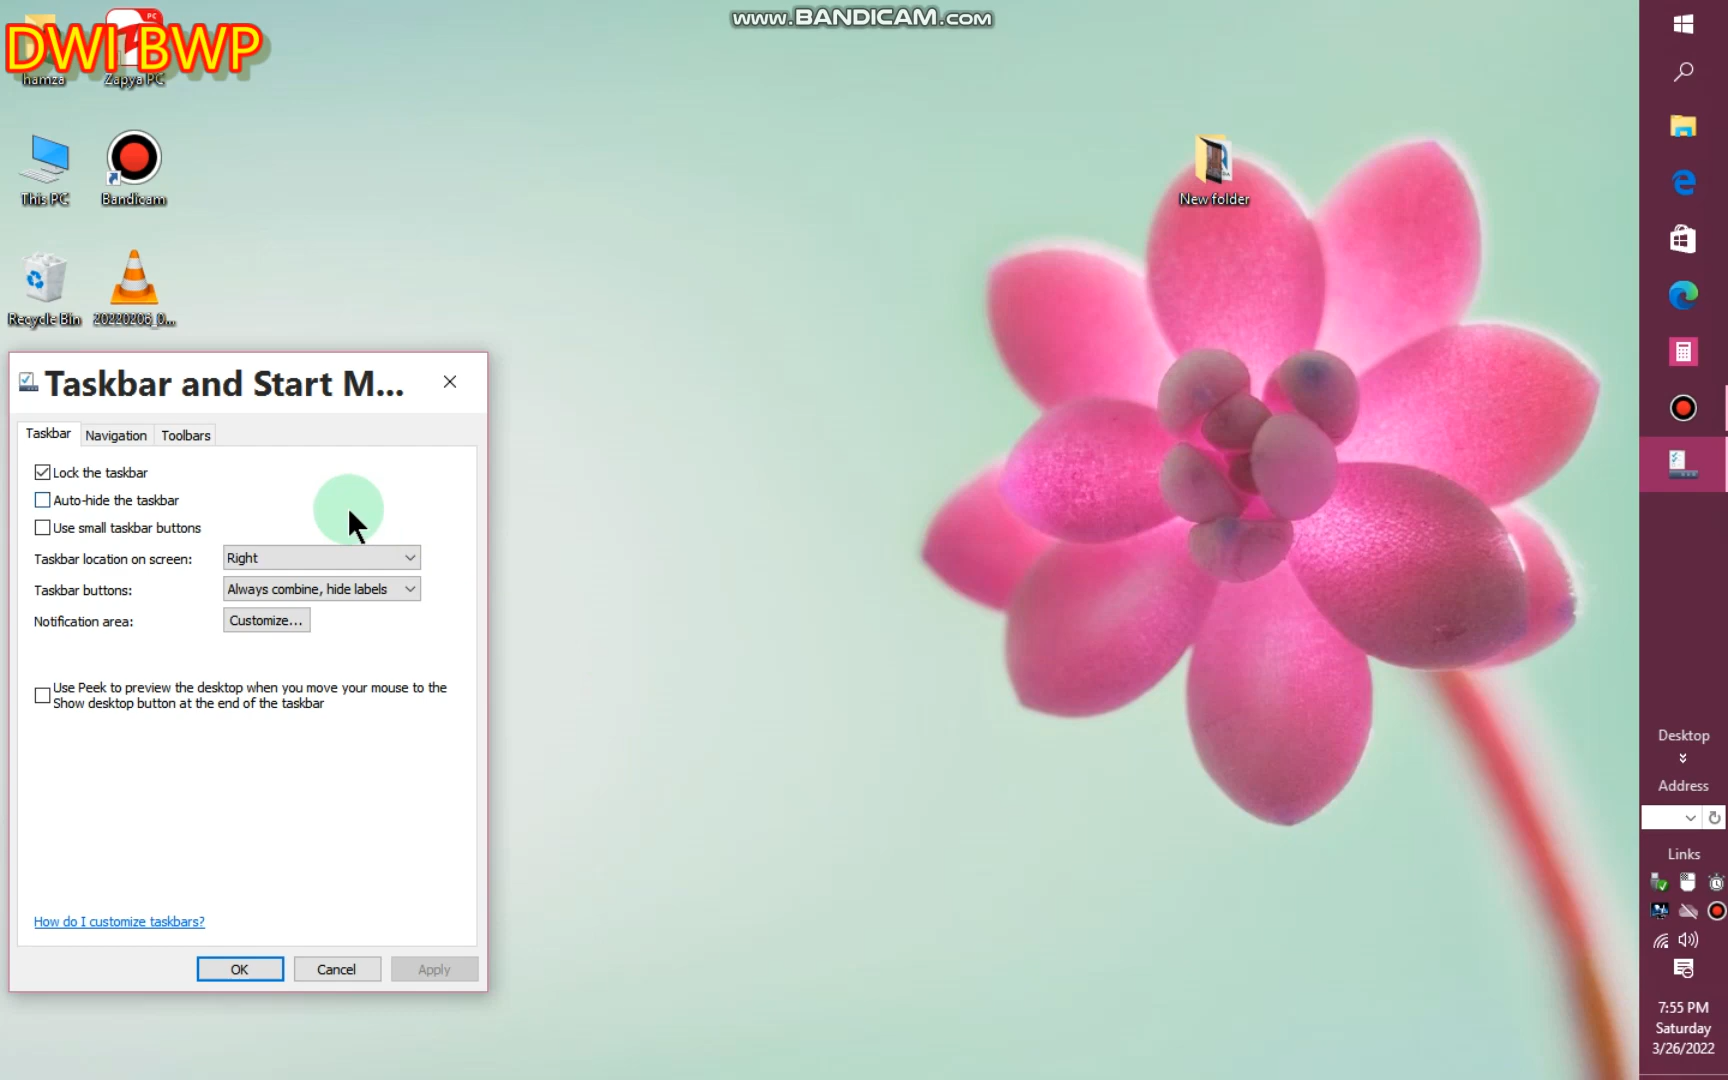 www.BANDICAM.com
DWI BWP
hamza
Zapya PC
This PC
Bandicam
New folder
Recycle Bin
20220206_0...
Taskbar and Start M...
Taskbar
Navigation
Toolbars
Lock the taskbar
Auto-hide the taskbar
Use small taskbar buttons
Taskbar location on screen:
Right
Taskbar buttons:
Always combine, hide labels
Notification area:
Customize...
Use Peek to preview the desktop when you move your mouse to the
Show desktop button at the end of the taskbar
How do I customize taskbars?
OK
Cancel
Apply
Desktop
Address
Links
7:55 PM
Saturday
3/26/2022